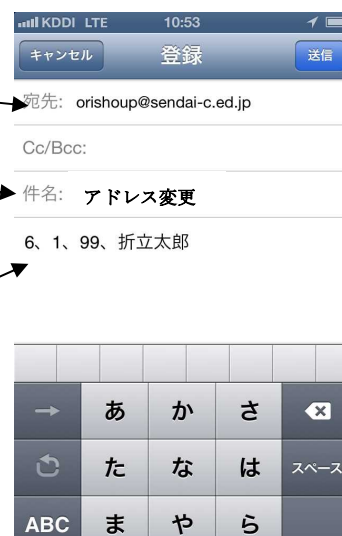 KDDI LTE 10:53
キャンセル 登録 送信
宛先: orishoup@sendai-c.ed.jp
Cc/Bcc:
件名: アドレス変更
6、1、99、折立太郎
→ あ か さ
た な は スペース
ABC ま や ら